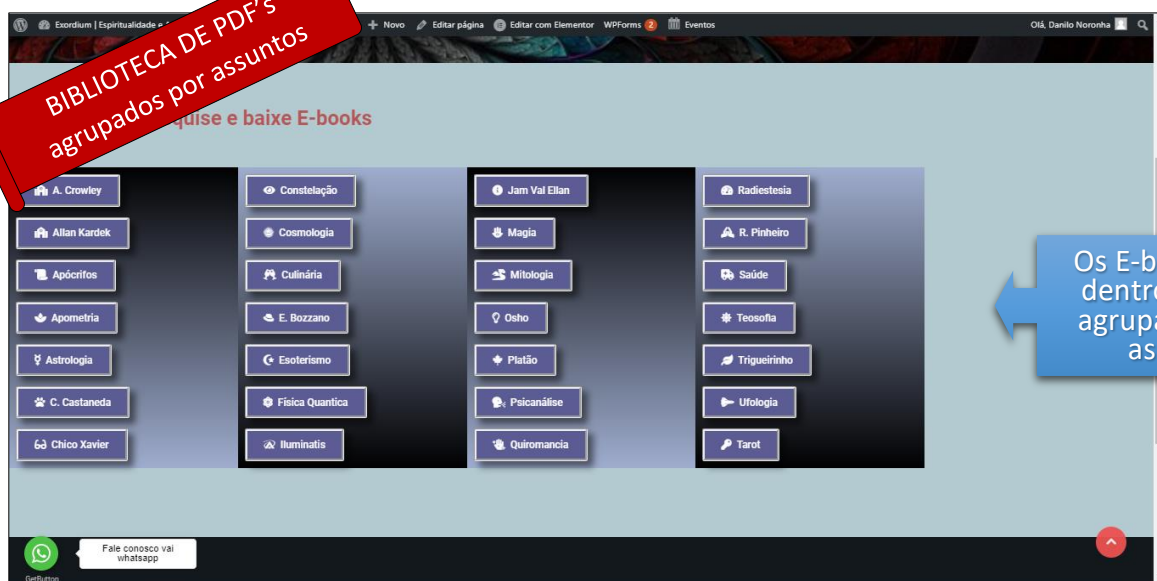 Exordium | Espiritualidade e
Novo
Editar página
Editar com Elementor
WPForms 2
Eventos
Olá, Danilo Noronha
BIBLIOTECA DE PDF's
agrupados por assuntos
quise e baixe E-books
A. Crowley
Allan Kardek
Apócrifos
Apometria
Astrologia
C. Castaneda
Chico Xavier
Constelação
Cosmologia
Culinária
E. Bozzano
Esoterismo
Física Quantica
Iluminatis
Jam Val Ellan
Magia
Mitologia
Osho
Platão
Psicanálise
Quiromancia
Radiestesia
R. Pinheiro
Saúde
Teosofia
Trigueirinho
Ufologia
Tarot
Os E-b
dentr
agrupa
as
Fale conosco vai
whatsapp
GetButton